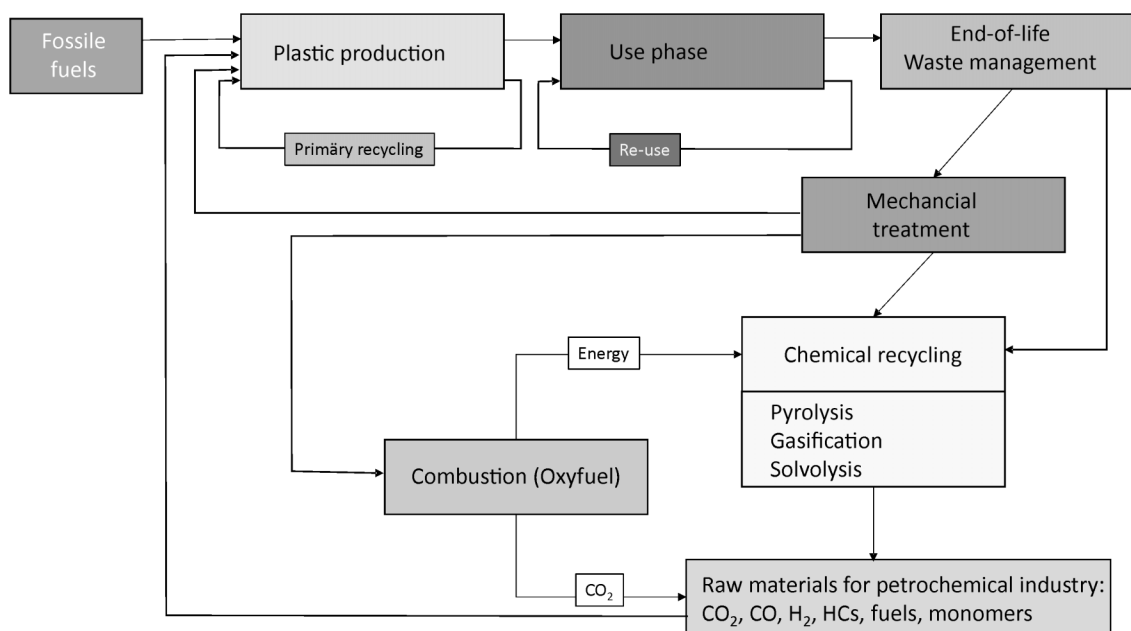 Fossile
fuels
Plastic production
Use phase
End-of-life
Waste management
Primäry recycling
Re-use
Mechancial
treatment
Energy
Chemical recycling
Pyrolysis
Gasification
Solvolysis
Combustion (Oxyfuel)
CO₂
Raw materials for petrochemical industry:
CO₂, CO, H₂, HCs, fuels, monomers